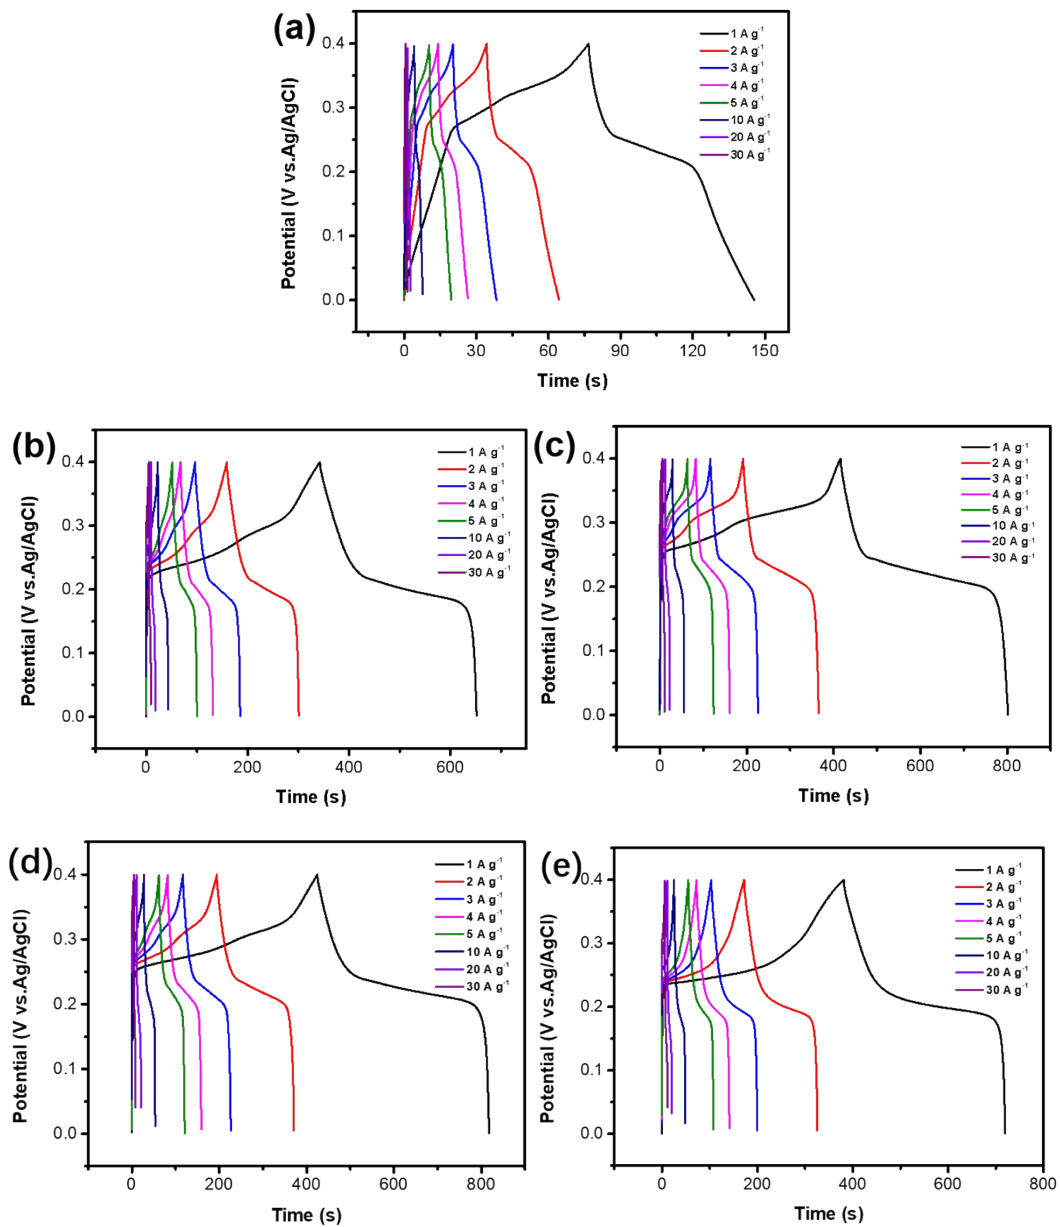 (a)
1 A g⁻¹
2 A g⁻¹
3 A g⁻¹
4 A g⁻¹
5 A g⁻¹
10 A g⁻¹
20 A g⁻¹
30 A g⁻¹
0.4
0.3
0.2
0.1
0.0
Potential (V vs.Ag/AgCl)
0 30 60 90 120 150
Time (s)
(b)
1 A g⁻¹
2 A g⁻¹
3 A g⁻¹
4 A g⁻¹
5 A g⁻¹
10 A g⁻¹
20 A g⁻¹
30 A g⁻¹
0.4
0.3
0.2
0.1
0.0
Potential (V vs.Ag/AgCl)
0 200 400 600
Time (s)
(c)
1 A g⁻¹
2 A g⁻¹
3 A g⁻¹
4 A g⁻¹
5 A g⁻¹
10 A g⁻¹
20 A g⁻¹
30 A g⁻¹
0.4
0.3
0.2
0.1
0.0
Potential (V vs.Ag/AgCl)
0 200 400 600 800
Time (s)
(d)
1 A g⁻¹
2 A g⁻¹
3 A g⁻¹
4 A g⁻¹
5 A g⁻¹
10 A g⁻¹
20 A g⁻¹
30 A g⁻¹
0.4
0.3
0.2
0.1
0.0
Potential (V vs.Ag/AgCl)
0 200 400 600 800
Time (s)
(e)
1 A g⁻¹
2 A g⁻¹
3 A g⁻¹
4 A g⁻¹
5 A g⁻¹
10 A g⁻¹
20 A g⁻¹
30 A g⁻¹
0.4
0.3
0.2
0.1
0.0
Potential (V vs.Ag/AgCl)
0 200 400 600 800
Time (s)